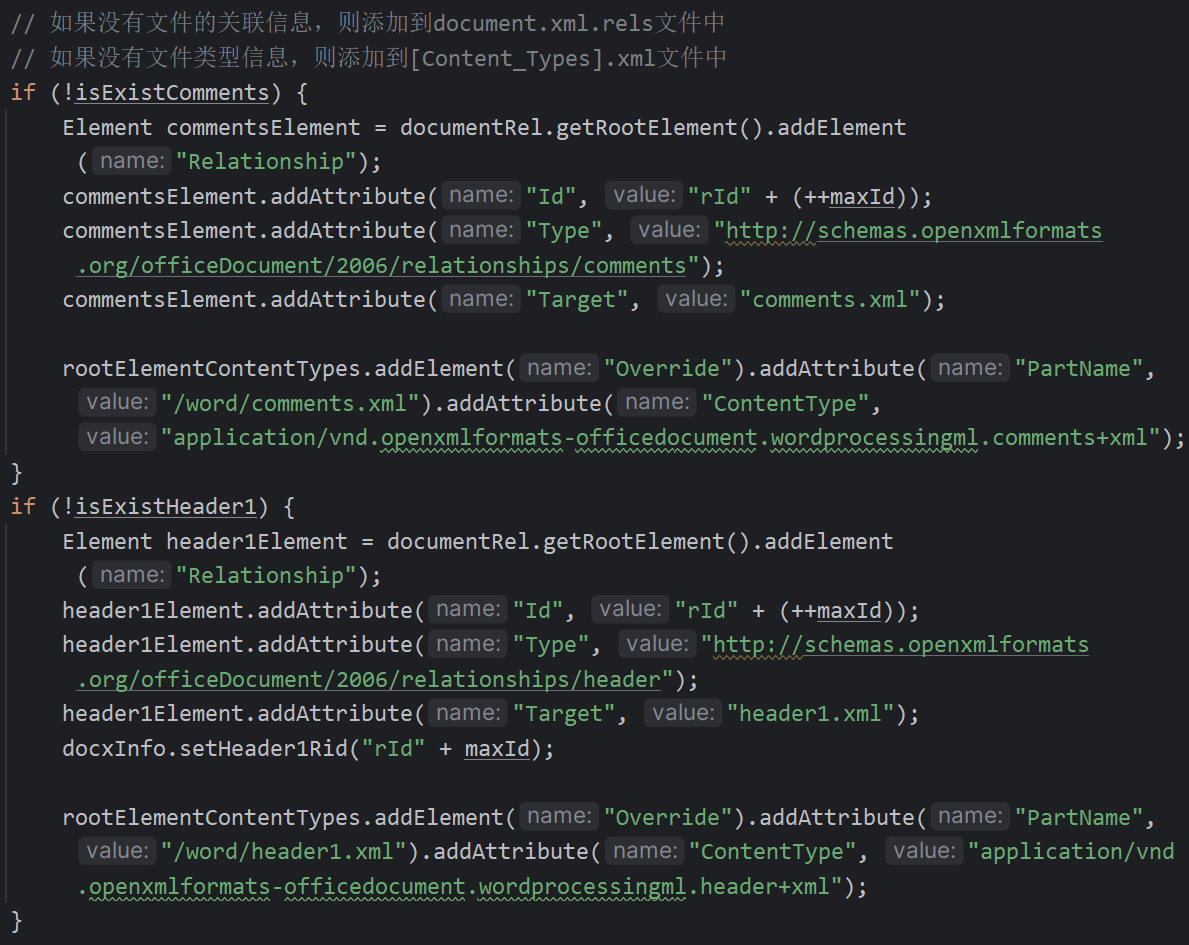 // 如果没有文件的关联信息，则添加到document.xml.rels文件中
// 如果没有文件类型信息，则添加到[Content_Types].xml文件中
if (!isExistComments) {
Element commentsElement = documentRel.getRootElement().addElement
( name: "Relationship");
commentsElement.addAttribute( name: "Id", value: "rId" + (++maxId));
commentsElement.addAttribute( name: "Type", value: "http://schemas.openxmlformats
.org/officeDocument/2006/relationships/comments");
commentsElement.addAttribute( name: "Target", value: "comments.xml");
rootElementContentTypes.addElement( name: "Override").addAttribute( name: "PartName",
value: "/word/comments.xml").addAttribute( name: "ContentType",
value: "application/vnd.openxmlformats-officedocument.wordprocessingml.comments+xml");
}
if (!isExistHeader1) {
Element header1Element = documentRel.getRootElement().addElement
( name: "Relationship");
header1Element.addAttribute( name: "Id", value: "rId" + (++maxId));
header1Element.addAttribute( name: "Type", value: "http://schemas.openxmlformats
.org/officeDocument/2006/relationships/header");
header1Element.addAttribute( name: "Target", value: "header1.xml");
docxInfo.setHeader1Rid("rId" + maxId);
rootElementContentTypes.addElement( name: "Override").addAttribute( name: "PartName",
value: "/word/header1.xml").addAttribute( name: "ContentType", value: "application/vnd
.openxmlformats-officedocument.wordprocessingml.header+xml");
}